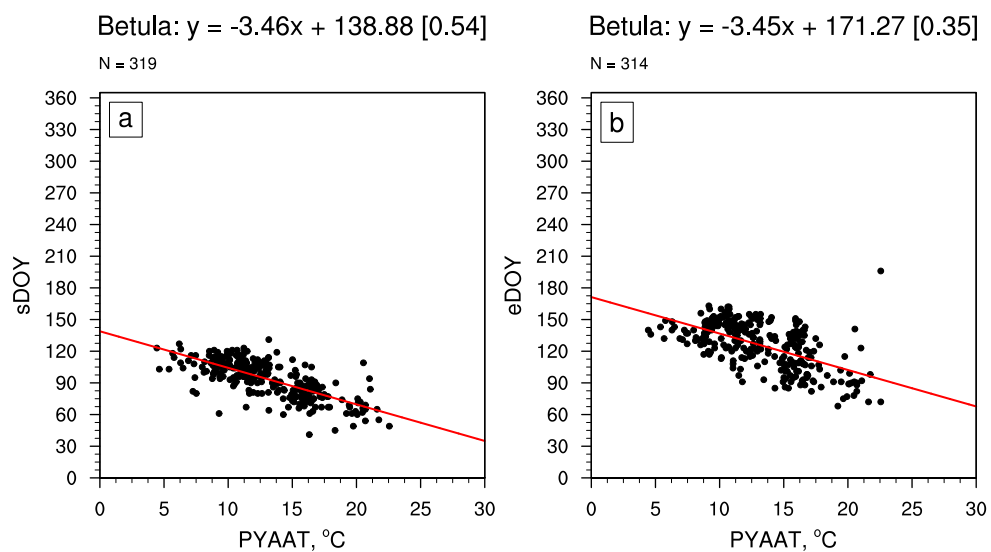 Betula: y = -3.46x + 138.88 [0.54]
N = 319
a
360
330
300
270
240
210
180
150
120
90
60
30
0
sDOY
0 5 10 15 20 25 30
PYAAT, °C
Betula: y = -3.45x + 171.27 [0.35]
N = 314
b
360
330
300
270
240
210
180
150
120
90
60
30
0
eDOY
0 5 10 15 20 25 30
PYAAT, °C